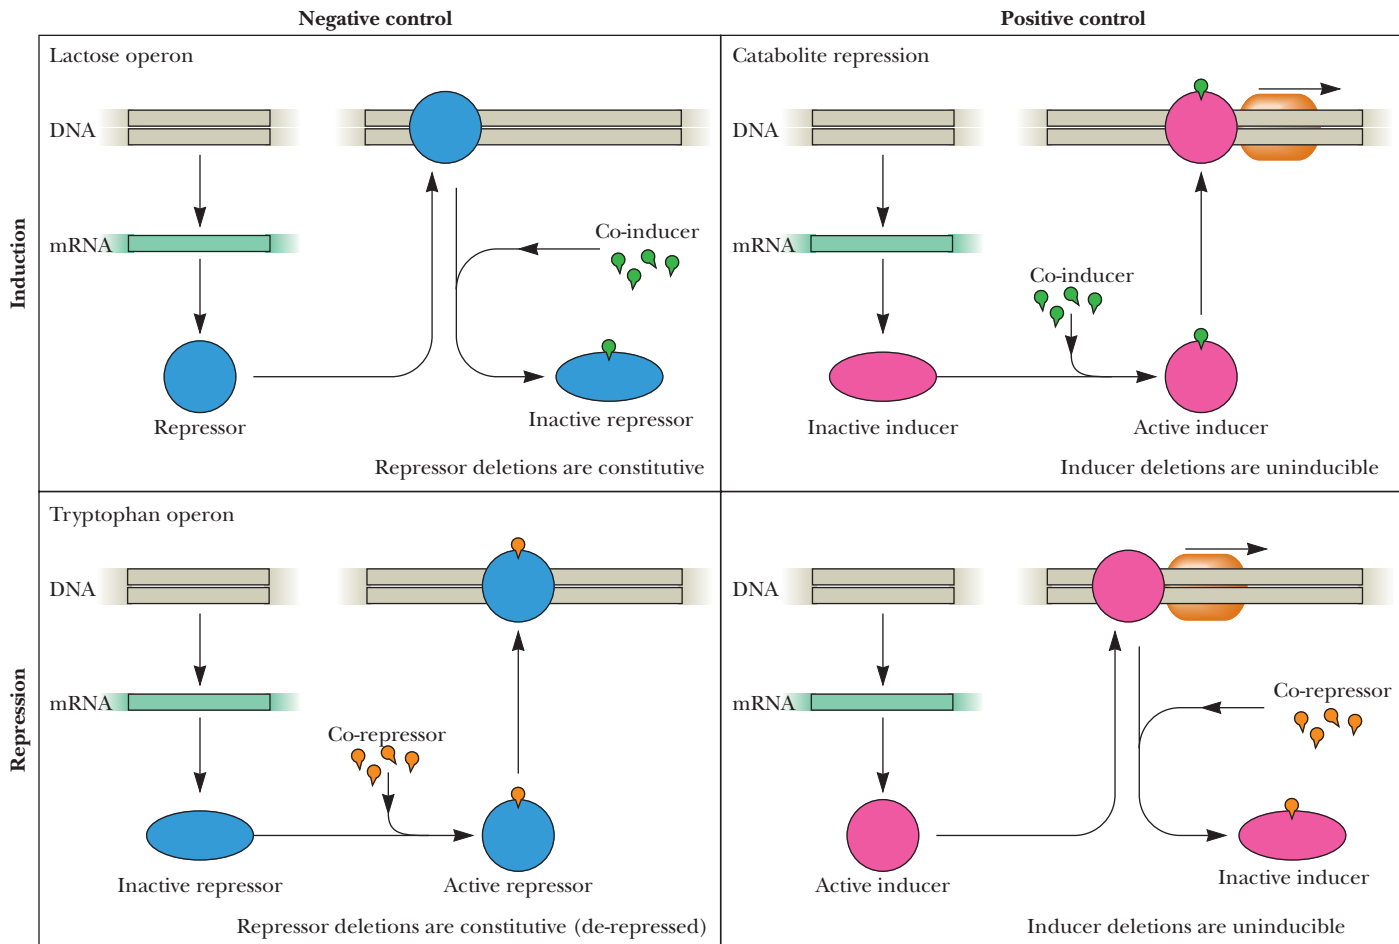 Negative control
Positive control
Induction
Lactose operon
DNA
mRNA
Co-inducer
Repressor
Inactive repressor
Repressor deletions are constitutive
Catabolite repression
DNA
mRNA
Co-inducer
Inactive inducer
Active inducer
Inducer deletions are uninducible
Repression
Tryptophan operon
DNA
mRNA
Co-repressor
Inactive repressor
Active repressor
Repressor deletions are constitutive (de-repressed)
DNA
mRNA
Co-repressor
Active inducer
Inactive inducer
Inducer deletions are uninducible